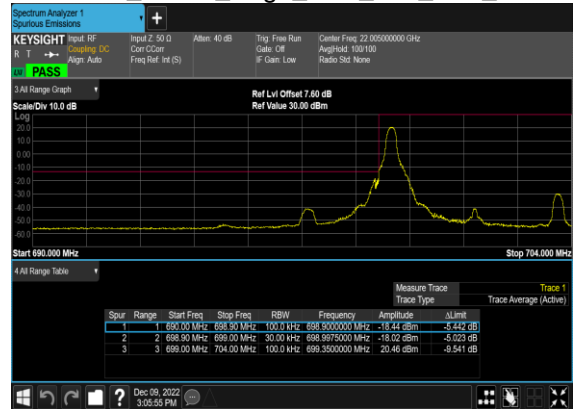 Spectrum Analyzer 1
Spurious Emissions
+
KEYSIGHT
R T
LW PASS
Input: RF
Coupling: DC
Align: Auto
Input Z: 50 Ω
Corr CCorr
Freq Ref: Int (S)
Atten: 40 dB
Trig: Free Run
Gate: Off
IF Gain: Low
Center Freq: 22.005000000 GHz
Avg|Hold: 100/100
Radio Std: None
3 All Range Graph
Scale/Div 10.0 dB
Ref Lvl Offset 7.60 dB
Ref Value 30.00 dBm
Log
20.0
10.0
0.00
-10.0
-20.0
-30.0
-40.0
-50.0
-60.0
Start 690.000 MHz
Stop 704.000 MHz
4 All Range Table
Measure Trace Trace 1
Trace Type Trace Average (Active)
Spur Range Start Freq Stop Freq RBW Frequency Amplitude ΔLimit
1 1 690.00 MHz 698.90 MHz 100.0 kHz 698.9000000 MHz -18.44 dBm -5.442 dB
2 2 698.90 MHz 699.00 MHz 30.00 kHz 698.9975000 MHz -18.02 dBm -5.023 dB
3 3 699.00 MHz 704.00 MHz 100.0 kHz 699.3500000 MHz 20.46 dBm -9.541 dB
? Dec 09, 2022
3:05:55 PM